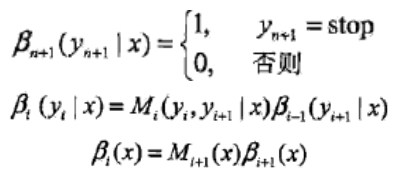 β_{n+1}(y_{n+1} | x) = { 1, y_{n+1} = stop
0, 否则
β_i (y_i | x) = M_i(y_i, y_{i+1} | x)β_{i-1}(y_{i+1} | x)
β_i(x) = M_{i+1}(x)β_{i+1}(x)